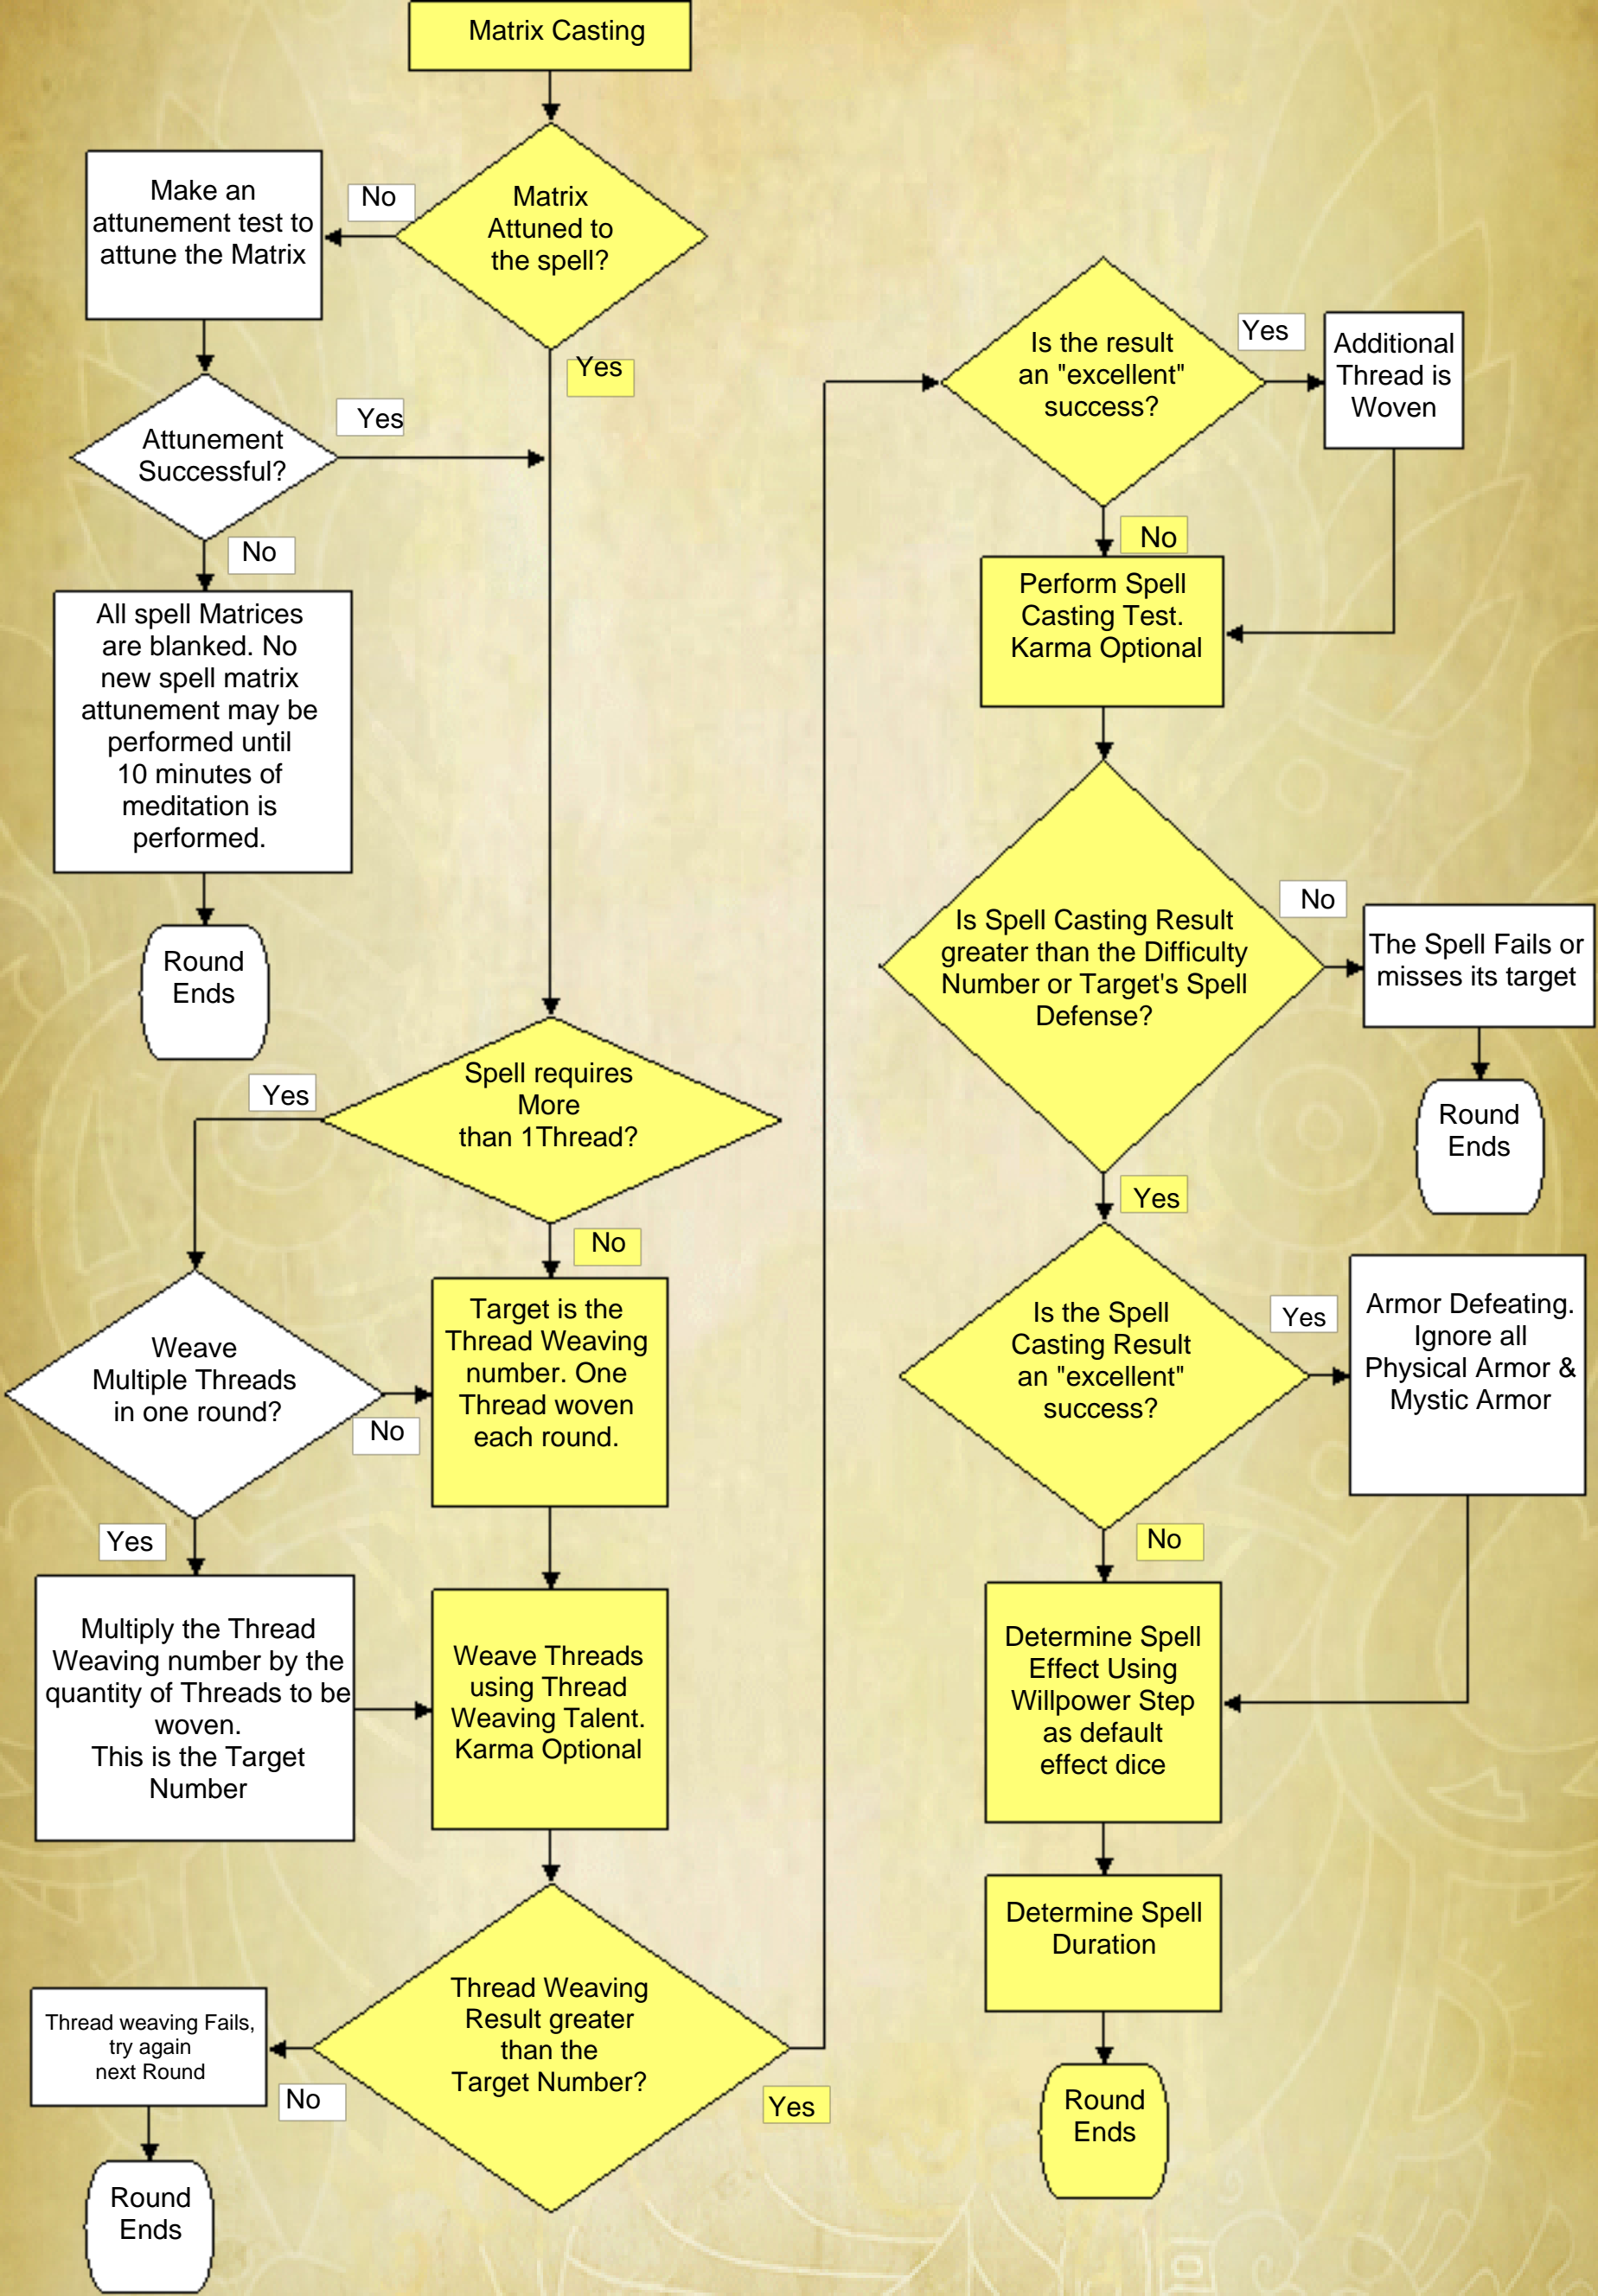 Matrix Casting
Matrix
Attuned to
the spell?
No
Make an
attunement test to
attune the Matrix
Yes
Attunement
Successful?
Yes
No
All spell Matrices
are blanked. No
new spell matrix
attunement may be
performed until
10 minutes of
meditation is
performed.
Round
Ends
Spell requires
More
than 1Thread?
Yes
No
Weave
Multiple Threads
in one round?
No
Target is the
Thread Weaving
number. One
Thread woven
each round.
Yes
Multiply the Thread
Weaving number by the
quantity of Threads to be
woven.
This is the Target
Number
Weave Threads
using Thread
Weaving Talent.
Karma Optional
Thread Weaving
Result greater
than the
Target Number?
No
Thread weaving Fails,
try again
next Round
Round
Ends
Yes
Is the result
an "excellent"
success?
Yes
Additional
Thread is
Woven
No
Perform Spell
Casting Test.
Karma Optional
Is Spell Casting Result
greater than the Difficulty
Number or Target's Spell
Defense?
No
The Spell Fails or
misses its target
Round
Ends
Yes
Is the Spell
Casting Result
an "excellent"
success?
Yes
Armor Defeating.
Ignore all
Physical Armor &
Mystic Armor
No
Determine Spell
Effect Using
Willpower Step
as default
effect dice
Determine Spell
Duration
Round
Ends